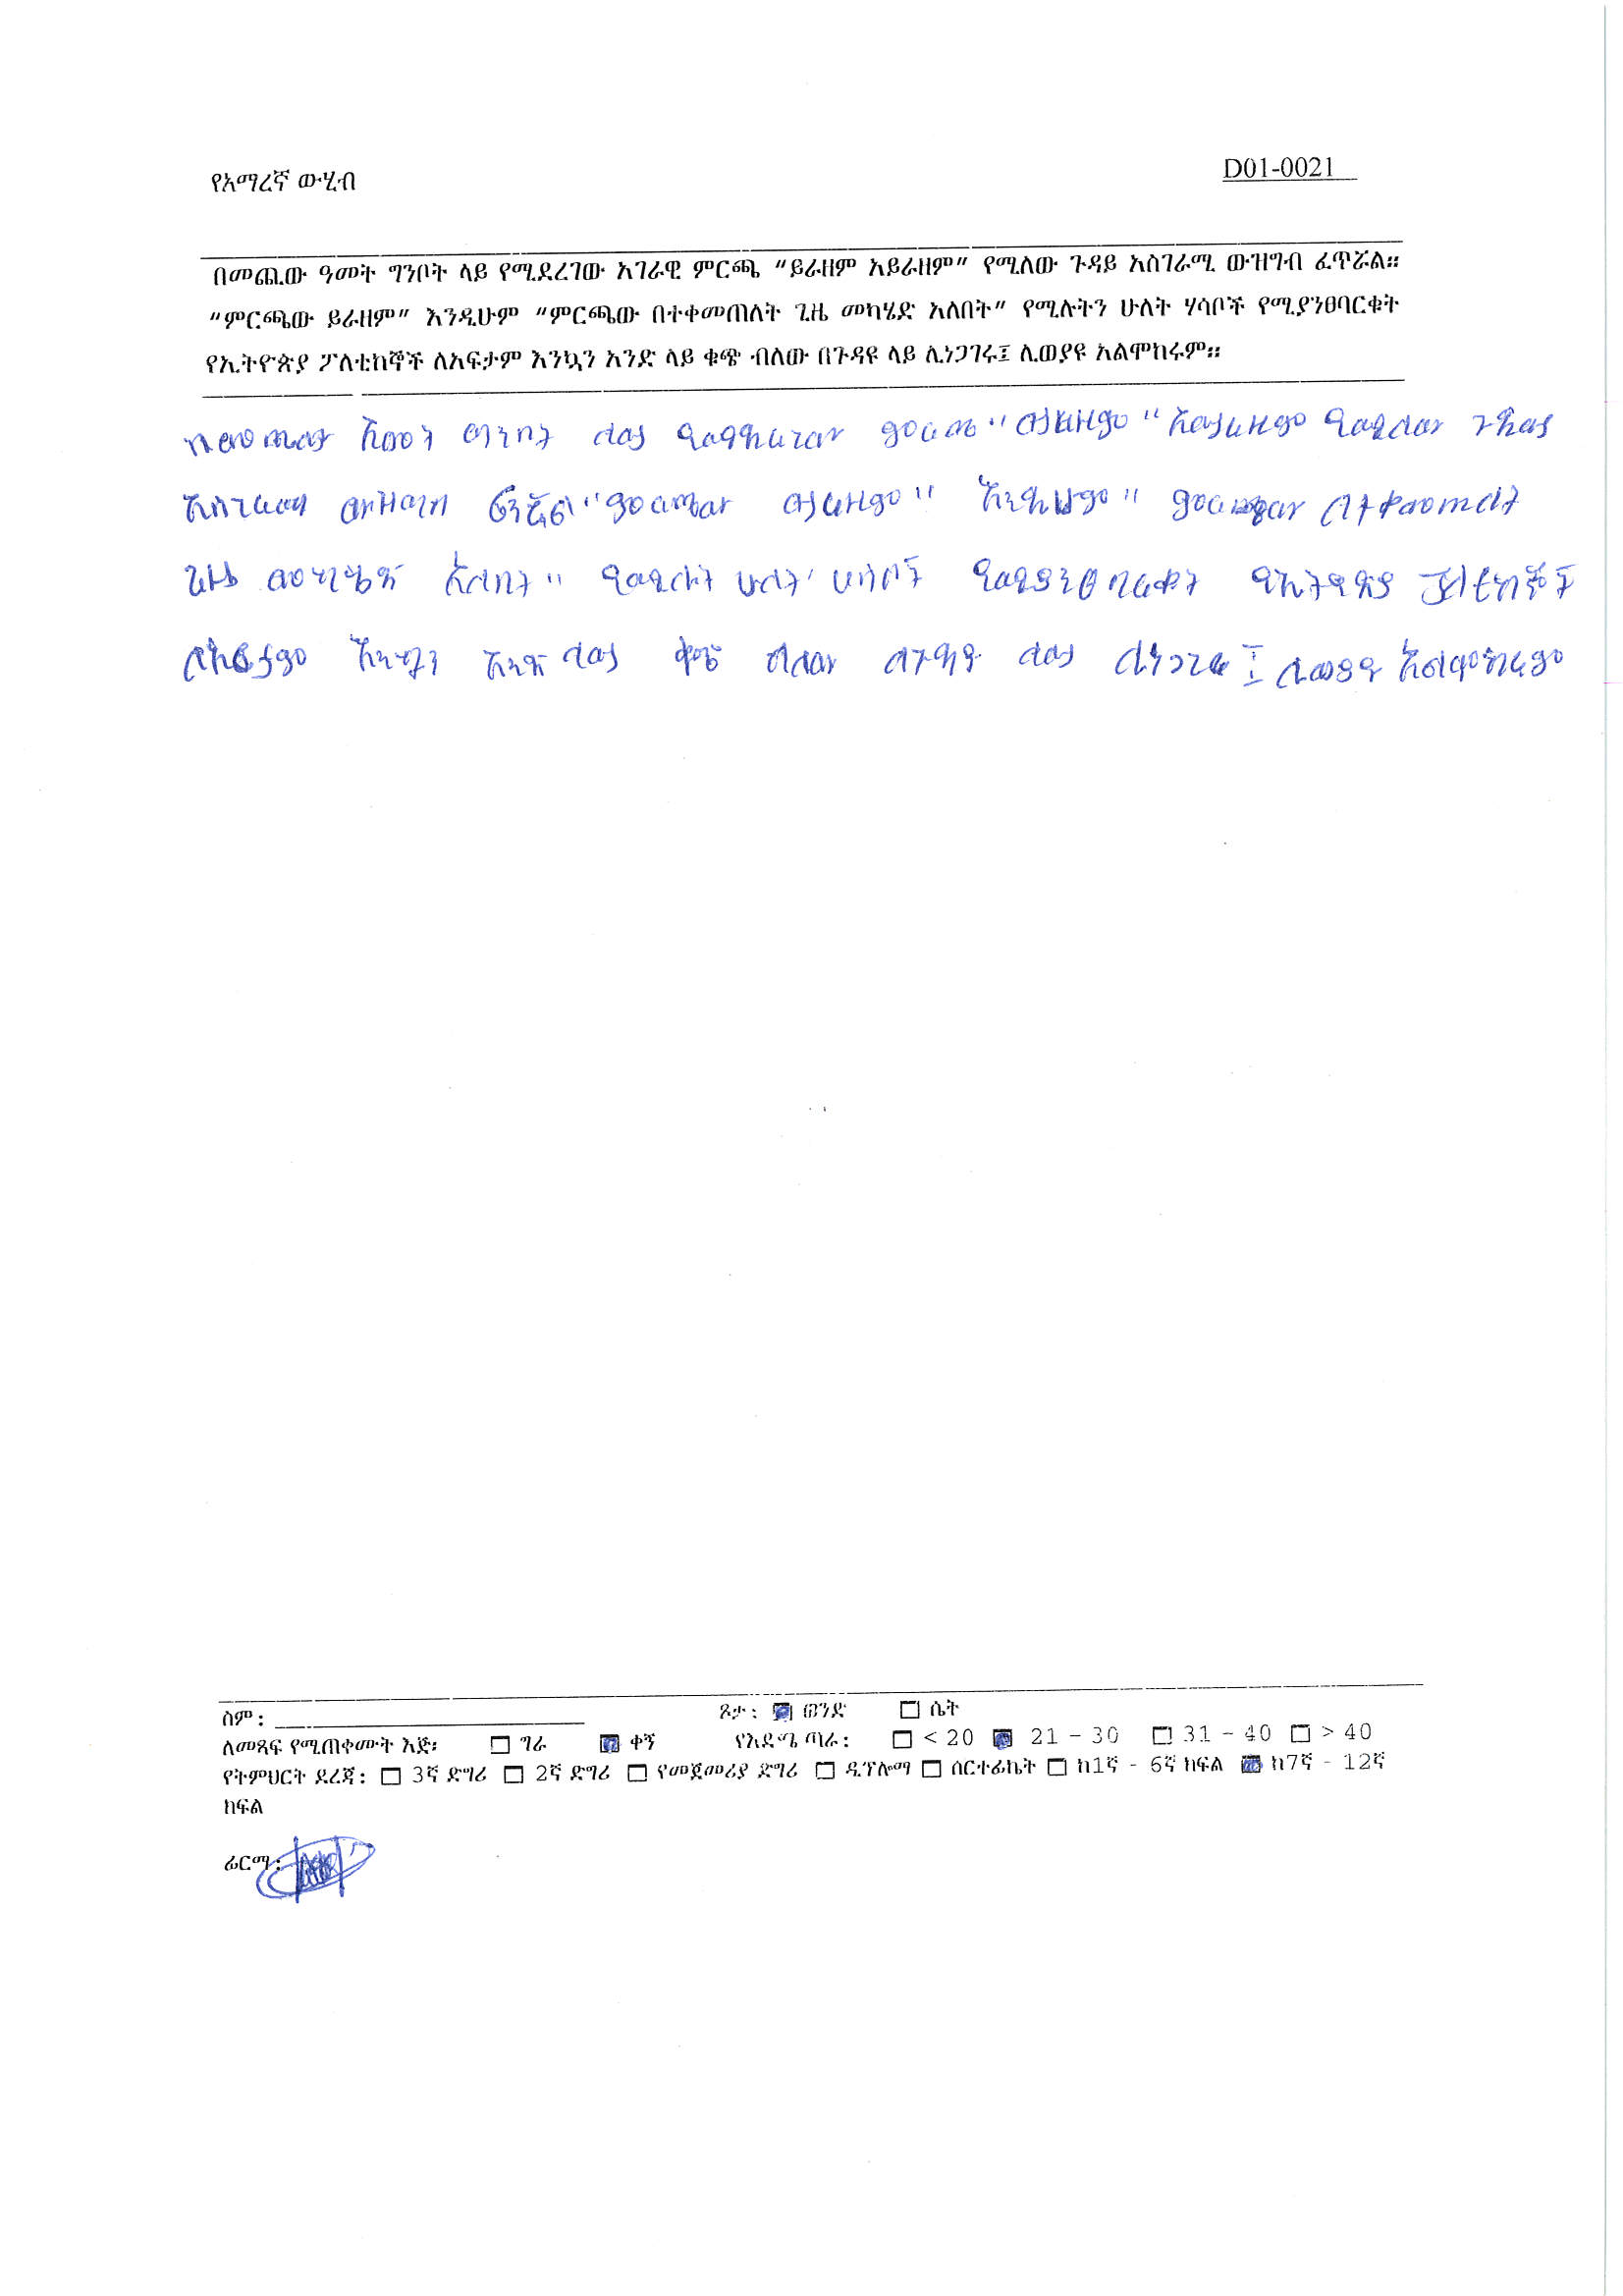 የአማረኛ ውሂብ
D01-0021
በመጪው ዓመት ግንቦት ላይ የሚደረገው አገራዊ ምርጫ “ይራዘም አይራዘም” የሚለው ጉዳይ አስገራሚ ውዝግብ ፈጥሯል።
“ምርጫው ይራዘም” እንዲሁም “ምርጫው በተቀመጠለት ጊዜ መካሄድ አለበት” የሚሉትን ሁለት ሃሳቦች የሚያንፀባርቁት
የኢትዮጵያ ፖለቲከኞች ለአፍታም እንኳን አንድ ላይ ቁጭ ብለው በጉዳዩ ላይ ሊነጋገሩ፤ ሊወያዩ አልሞከሩም።
አመት ግንቦት ላይ የሚደረገው ምርጫ "ይራዘም" አይራዘም የሚለው ጉዳይ
አስገራሚ ውዝግብ "ምርጫው ይራዘም" እንዲሁም" ምርጫው በተቀመጠለት
ጊዜ መካሄድ አለበት" የሚሉት ሁለት ሀሳቦች የሚያንፀባርቁት የኢትዮጵያ ፖለቲከኞች
ለአፍታም እንኳን አንድ ላይ ቁጭ ብለው በጉዳዩ ላይ ሊነጋገሩ፤ ሊወያዩ አልሞከሩም
ስም: ጾታ: ወንድ ሴት
ለመጻፍ የሚጠቀሙት እጅ፡ ግራ ቀኝ የእድሜ ጣራ: < 20 21 – 30 31 – 40 > 40
የትምህርት ደረጃ: 3ኛ ድግሪ 2ኛ ድግሪ የመጀመሪያ ድግሪ ዲፕሎማ ሰርተፊኬት ከ1ኛ - 6ኛ ክፍል ከ7ኛ - 12ኛ
ክፍል
ፊርማ: